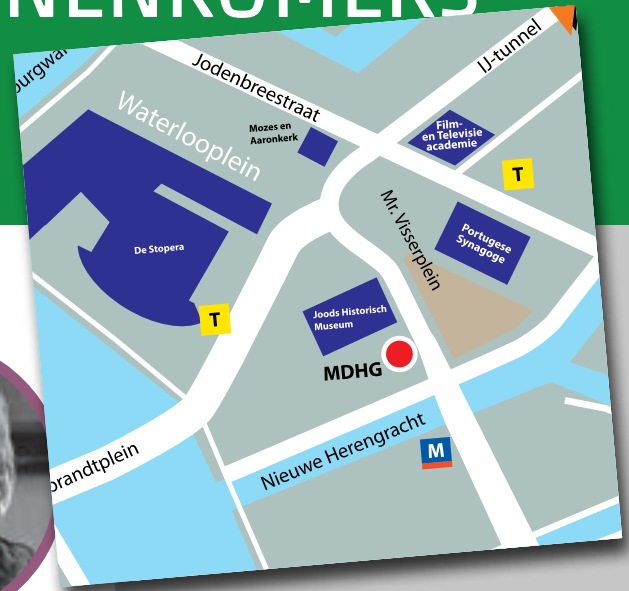 NENKOMERS
IJ-tunnel
Jodenbreestraat
Waterlooplein
Mozes en
Aaronkerk
Film-
en Televisie
academie
T
Mr. Visserplein
Portugese
Synagoge
De Stopera
T
Joods Historisch
Museum
MDHG
Nieuwe Herengracht
M
brandtplein